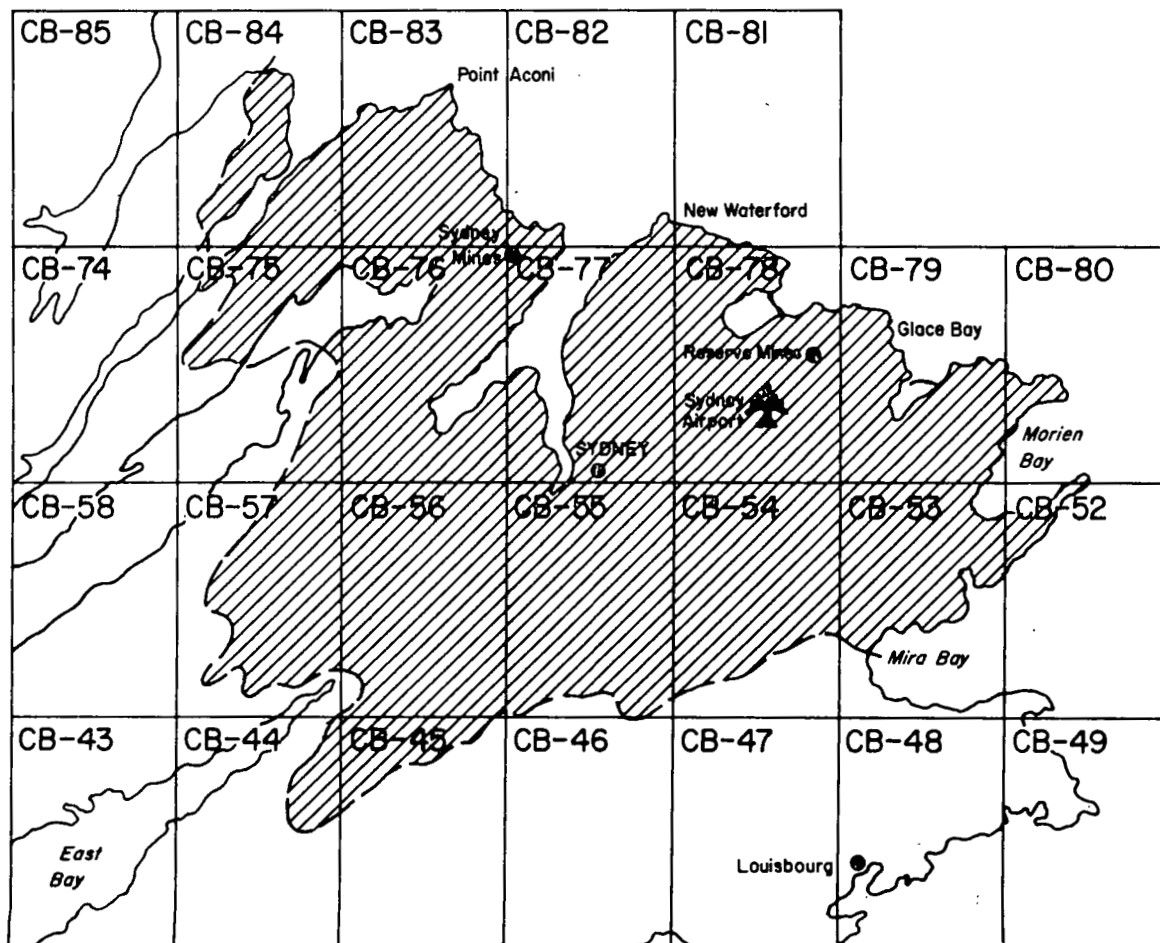 CB-85
CB-84
CB-83
CB-82
CB-81
Point Aconi
New Waterford
Sydney
Mines
CB-74
CB-75
CB-76
CB-77
CB-78
CB-79
CB-80
Glace Bay
Reserve Mines
Sydney
Airport
Morien
Bay
SYDNEY
CB-58
CB-57
CB-56
CB-55
CB-54
CB-53
CB-52
Mira Bay
CB-43
CB-44
CB-45
CB-46
CB-47
CB-48
CB-49
East
Bay
Louisbourg